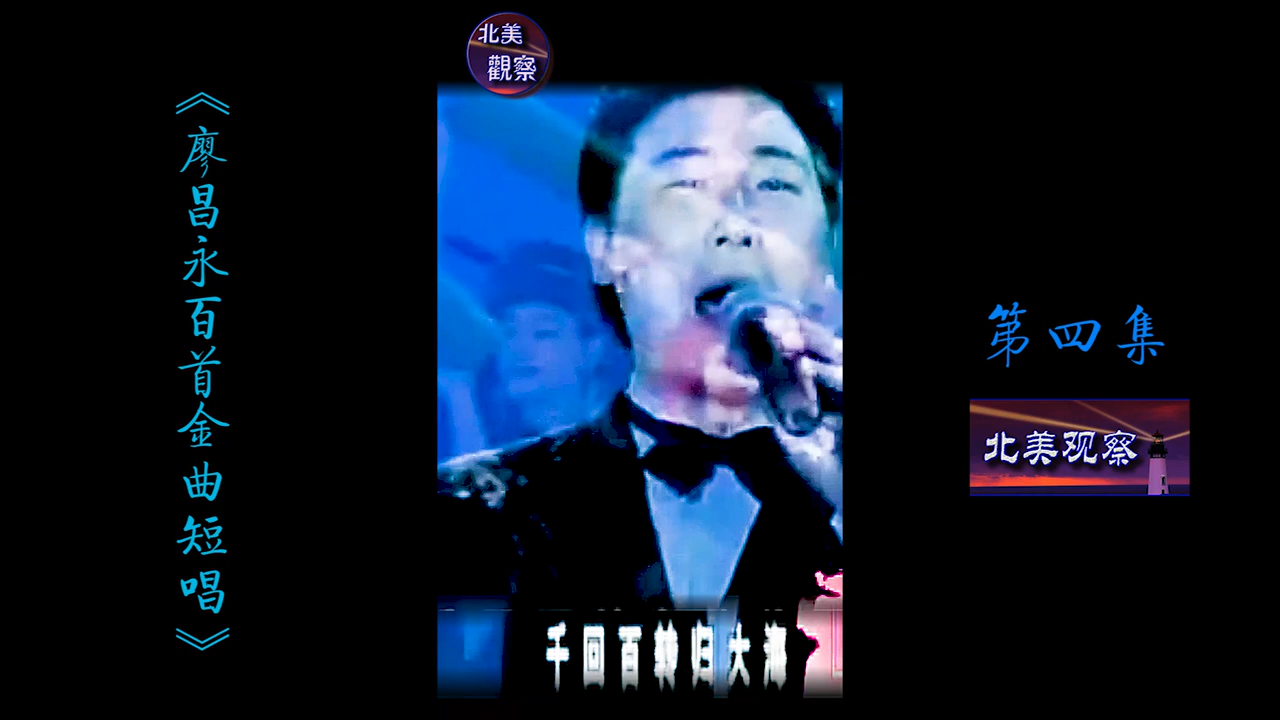 北美
觀察
《廖昌永百首金曲短唱》
第四集
北美观察
千回百转归大海